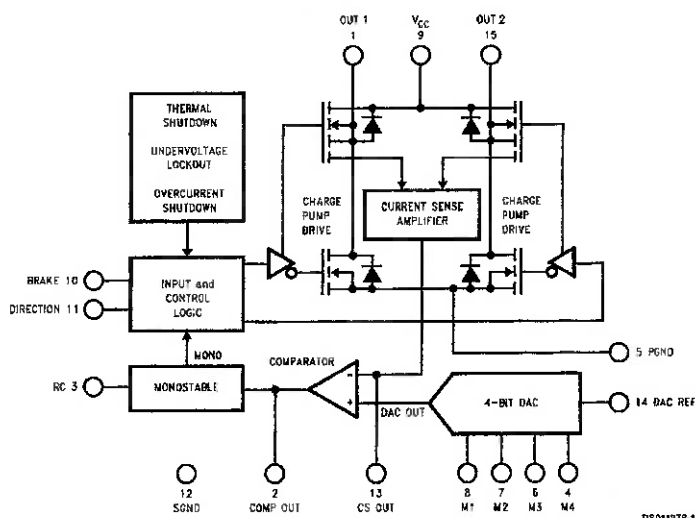 OUT 1
1
VCC
9
OUT 2
15
THERMAL
SHUTDOWN
UNDERVOLTAGE
LOCKOUT
OVERCURRENT
SHUTDOWN
CHARGE
PUMP
DRIVE
CURRENT SENSE
AMPLIFIER
CHARGE
PUMP
DRIVE
BRAKE 10
DIRECTION 11
INPUT and
CONTROL
LOGIC
MONO
COMPARATOR
5 PGND
RC 3
MONOSTABLE
-
+
DAC OUT
4-BIT DAC
14 DAC REF
12
SGND
2
COMP OUT
13
CS OUT
8
M1
7
M2
6
M3
4
M4